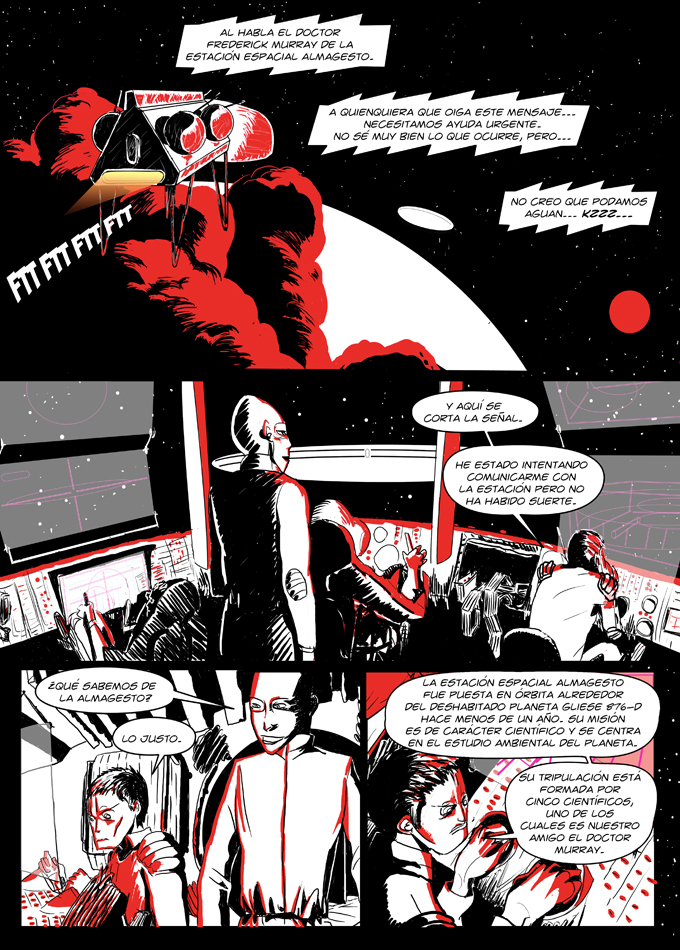 AL HABLA EL DOCTOR
FREDERICK MURRAY DE LA
ESTACIÓN ESPACIAL ALMAGESTO.
A QUIENQUIERA QUE OIGA ESTE MENSAJE...
NECESITAMOS AYUDA URGENTE.
NO SÉ MUY BIEN LO QUE OCURRE, PERO...
NO CREO QUE PODAMOS
AGUAN... KZZZ...
FTT FTT FTT FTT
Y AQUÍ SE
CORTA LA SEÑAL.
HE ESTADO INTENTANDO
COMUNICARME CON
LA ESTACIÓN PERO NO
HA HABIDO SUERTE.
¿QUÉ SABEMOS DE
LA ALMAGESTO?
LO JUSTO.
LA ESTACIÓN ESPACIAL ALMAGESTO
FUE PUESTA EN ÓRBITA ALREDEDOR
DEL DESHABITADO PLANETA GLIESE 876-D
HACE MENOS DE UN AÑO. SU MISIÓN
ES DE CARÁCTER CIENTÍFICO Y SE CENTRA
EN EL ESTUDIO AMBIENTAL DEL PLANETA.
SU TRIPULACIÓN ESTÁ
FORMADA POR
CINCO CIENTÍFICOS,
UNO DE LOS
CUALES ES NUESTRO
AMIGO EL DOCTOR
MURRAY.